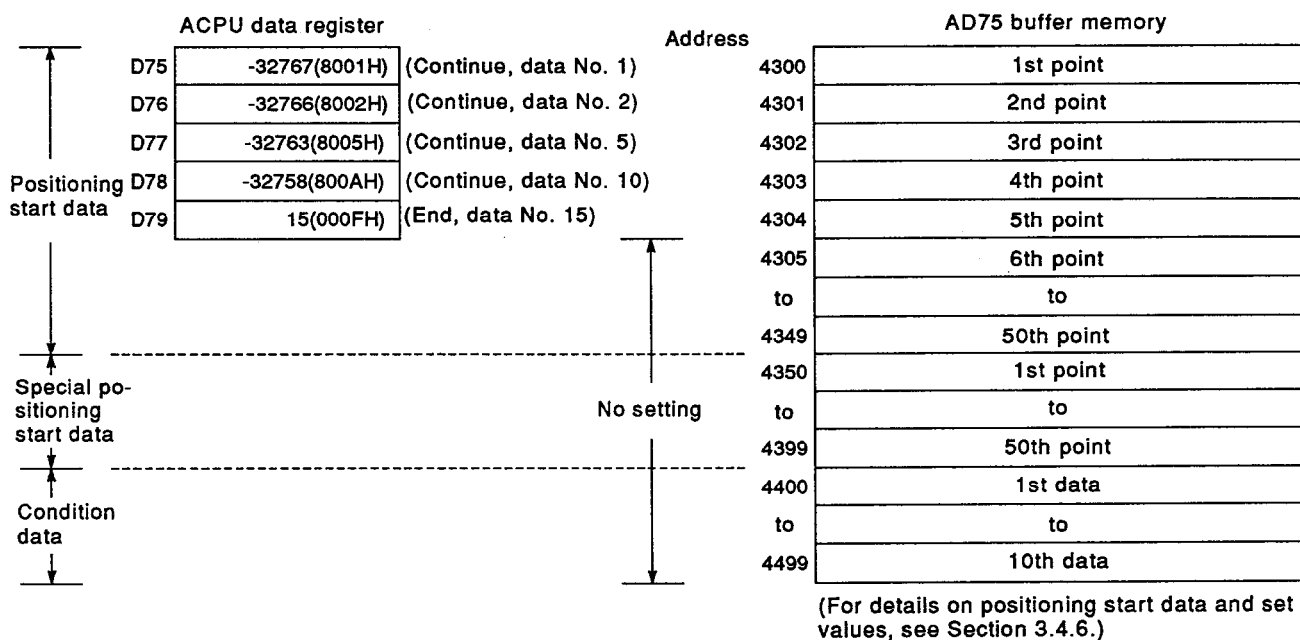 ACPU data register
Address
AD75 buffer memory
D75 -32767(8001H) (Continue, data No. 1) 4300 1st point
D76 -32766(8002H) (Continue, data No. 2) 4301 2nd point
D77 -32763(8005H) (Continue, data No. 5) 4302 3rd point
Positioning D78 -32758(800AH) (Continue, data No. 10) 4303 4th point
start data
D79 15(000FH) (End, data No. 15) 4304 5th point
4305 6th point
to to
4349 50th point
Special po-
sitioning
start data
4350 1st point
No setting
to to
4399 50th point
Condition
data
4400 1st data
to to
4499 10th data
(For details on positioning start data and set
values, see Section 3.4.6.)